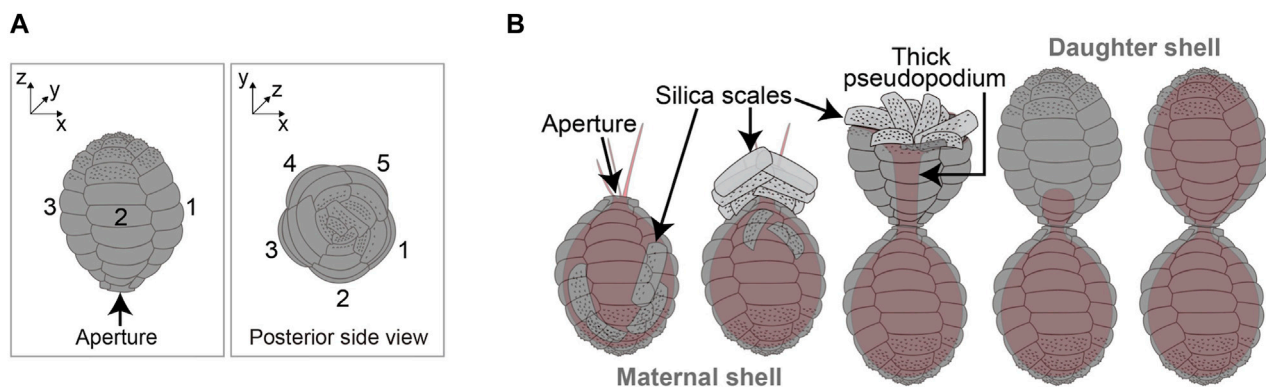 A
z
y
x
3
2
1
Aperture
y
z
x
4
5
3
1
2
Posterior side view
B
Aperture
Silica scales
Thick
pseudopodium
Daughter shell
Maternal shell